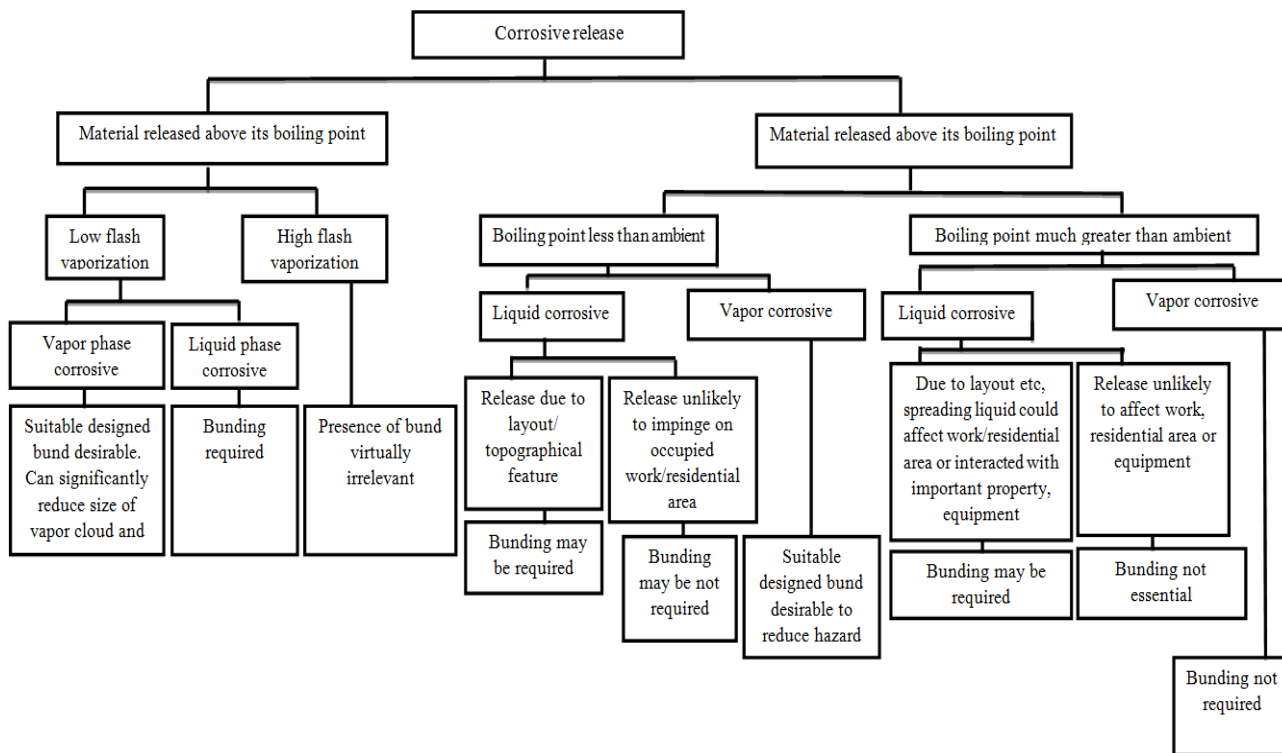 Corrosive release
Material released above its boiling point
Material released above its boiling point
Low flash
vaporization
High flash
vaporization
Boiling point less than ambient
Boiling point much greater than ambient
Vapor phase
corrosive
Liquid phase
corrosive
Liquid corrosive
Vapor corrosive
Liquid corrosive
Vapor corrosive
Suitable designed
bund desirable.
Can significantly
reduce size of
vapor cloud and
Bunding
required
Presence of bund
virtually
irrelevant
Release due to
layout/
topographical
feature
Release unlikely
to impinge on
occupied
work/residential
area
Due to layout etc,
spreading liquid could
affect work/residential
area or interacted with
important property,
equipment
Release unlikely
to affect work,
residential area or
equipment
Bunding may
be required
Bunding
may be not
required
Suitable
designed bund
desirable to
reduce hazard
Bunding may be
required
Bunding not
essential
Bunding not
required